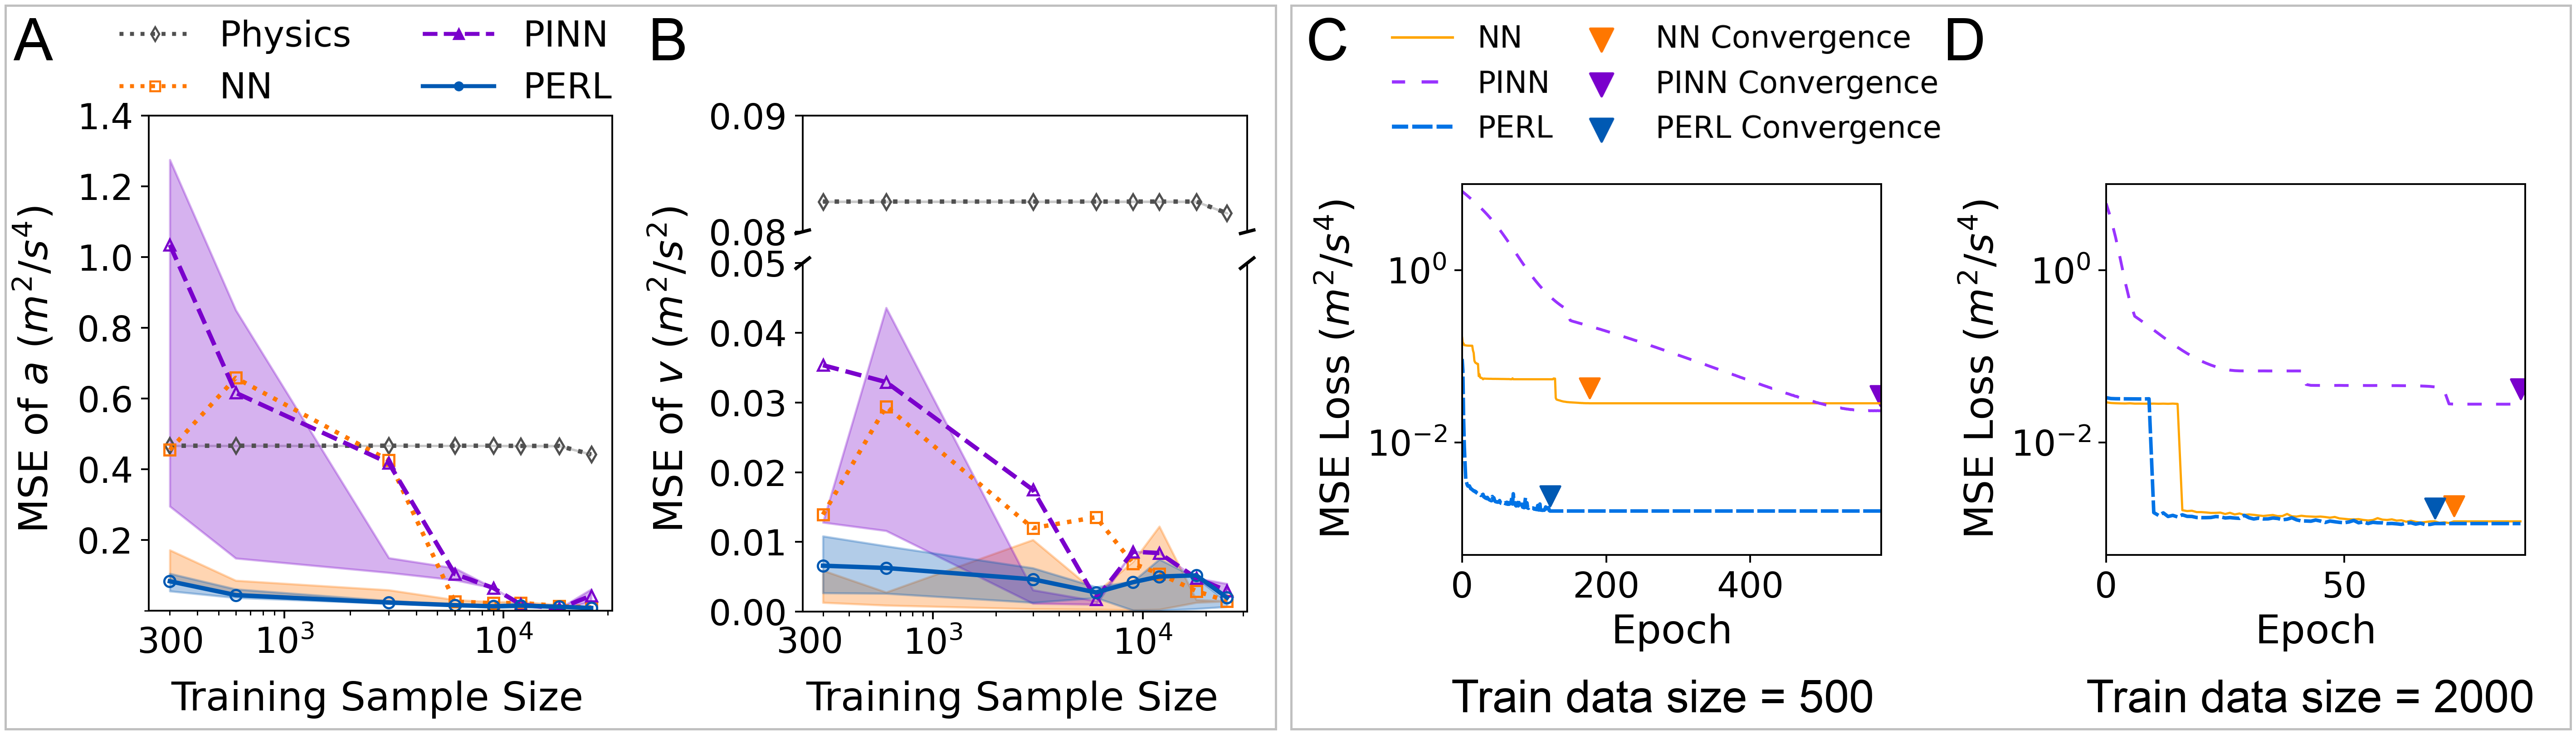 A
Physics
NN
PINN
PERL
1.4
1.2
1.0
0.8
0.6
0.4
0.2
MSE of a (m²/s⁴)
300
10³
10⁴
Training Sample Size
B
0.09
0.08
0.05
0.04
0.03
0.02
0.01
0.00
MSE of v (m²/s²)
300
10³
10⁴
Training Sample Size
C
NN
PINN
PERL
NN Convergence
PINN Convergence
PERL Convergence
10⁰
10⁻²
MSE Loss (m²/s⁴)
0
200
400
Epoch
Train data size = 500
D
10⁰
10⁻²
MSE Loss (m²/s⁴)
0
50
Epoch
Train data size = 2000